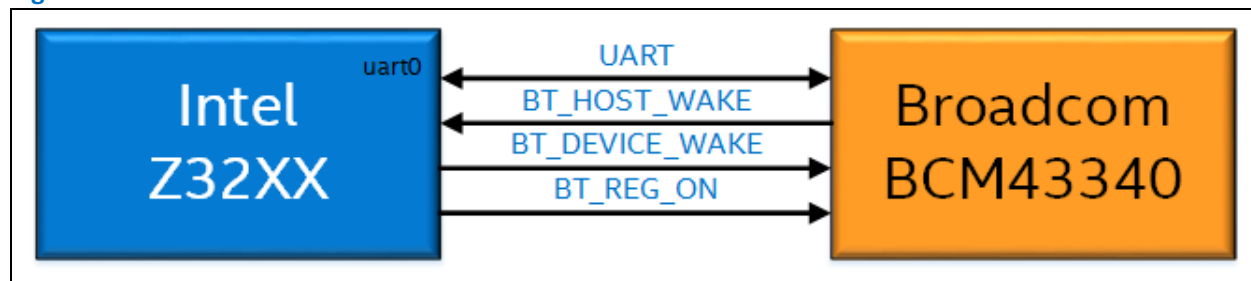 uart0
Intel
Z32XX
UART
BT_HOST_WAKE
BT_DEVICE_WAKE
BT_REG_ON
Broadcom
BCM43340